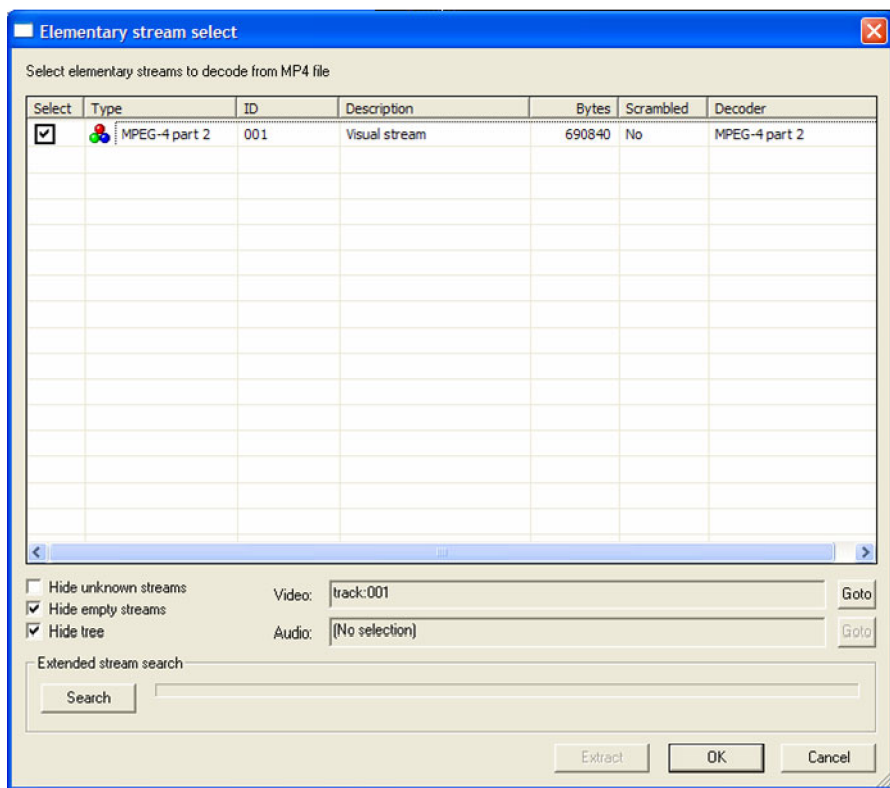 Elementary stream select
Select elementary streams to decode from MP4 file
Select Type ID Description Bytes Scrambled Decoder
MPEG-4 part 2 001 Visual stream 690840 No MPEG-4 part 2
Hide unknown streams
Hide empty streams
Hide tree
Video: track:001 Goto
Audio: (No selection) Goto
Extended stream search
Search
Extract OK Cancel